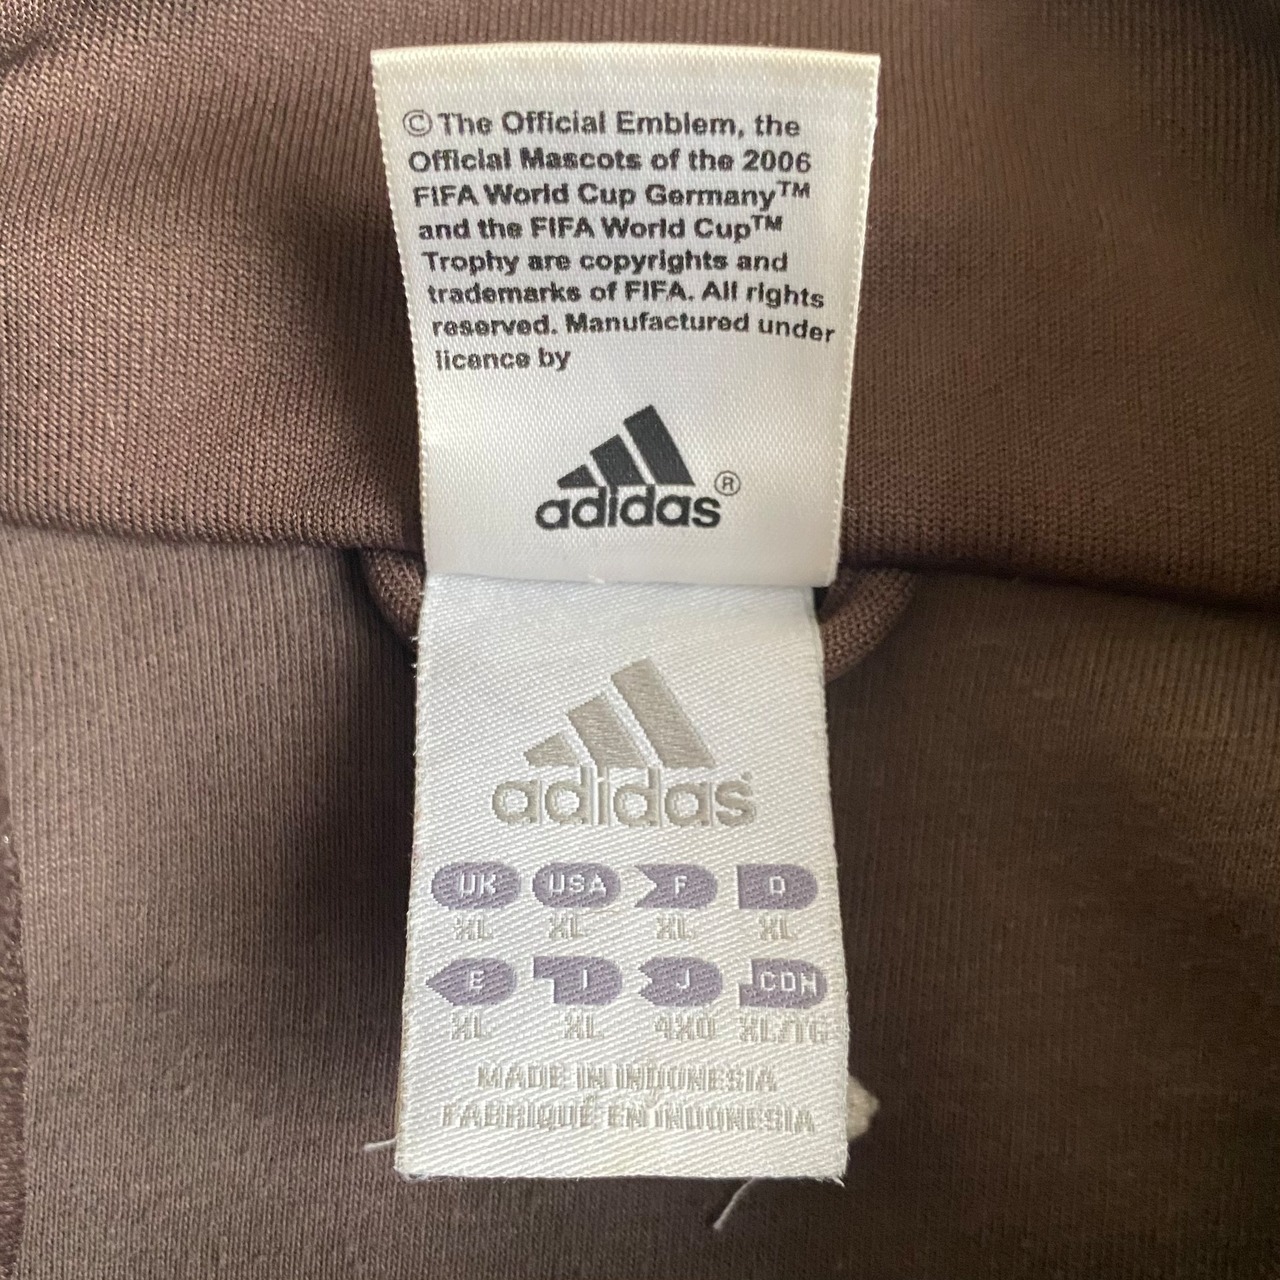 © The Official Emblem, the
Official Mascots of the 2006
FIFA World Cup Germany™
and the FIFA World Cup™
Trophy are copyrights and
trademarks of FIFA. All rights
reserved. Manufactured under
licence by
adidas®
adidas
UK USA F D
XL XL XL XL
E I J CDN
XL XL 4XO XL/TG
MADE IN INDONESIA
FABRIQUÉ EN INDONESIA